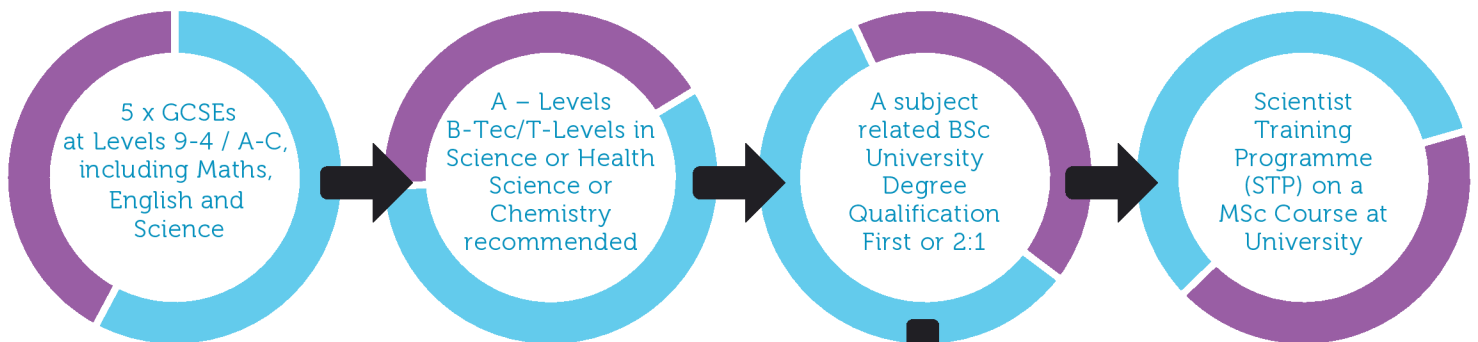 5 x GCSEs
at Levels 9-4 / A-C,
including Maths,
English and
Science
A – Levels
B-Tec/T-Levels in
Science or Health
Science or
Chemistry
recommended
A subject
related BSc
University
Degree
Qualification
First or 2:1
Scientist
Training
Programme
(STP) on a
MSc Course at
University